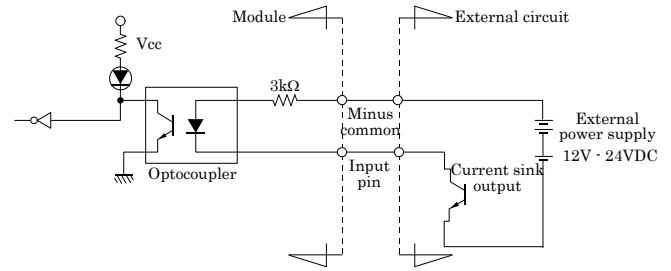 Module
External circuit
Vcc
3kΩ
Minus
common
External
power supply
12V - 24VDC
Input
pin
Current sink
output
Optocoupler